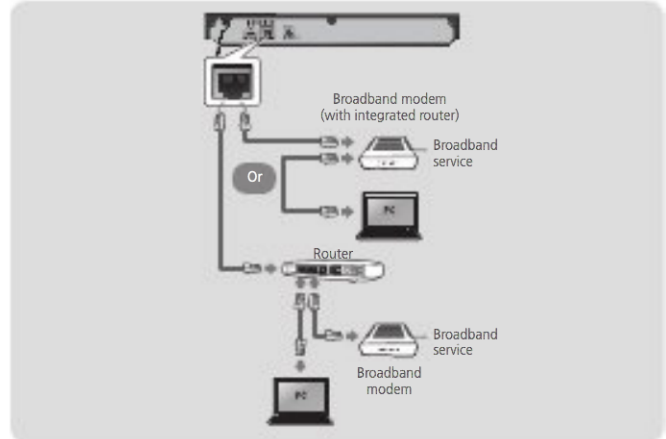 Broadband modem
(with integrated router)
Broadband
service
Or
PC
Router
Broadband
service
Broadband
modem
PC